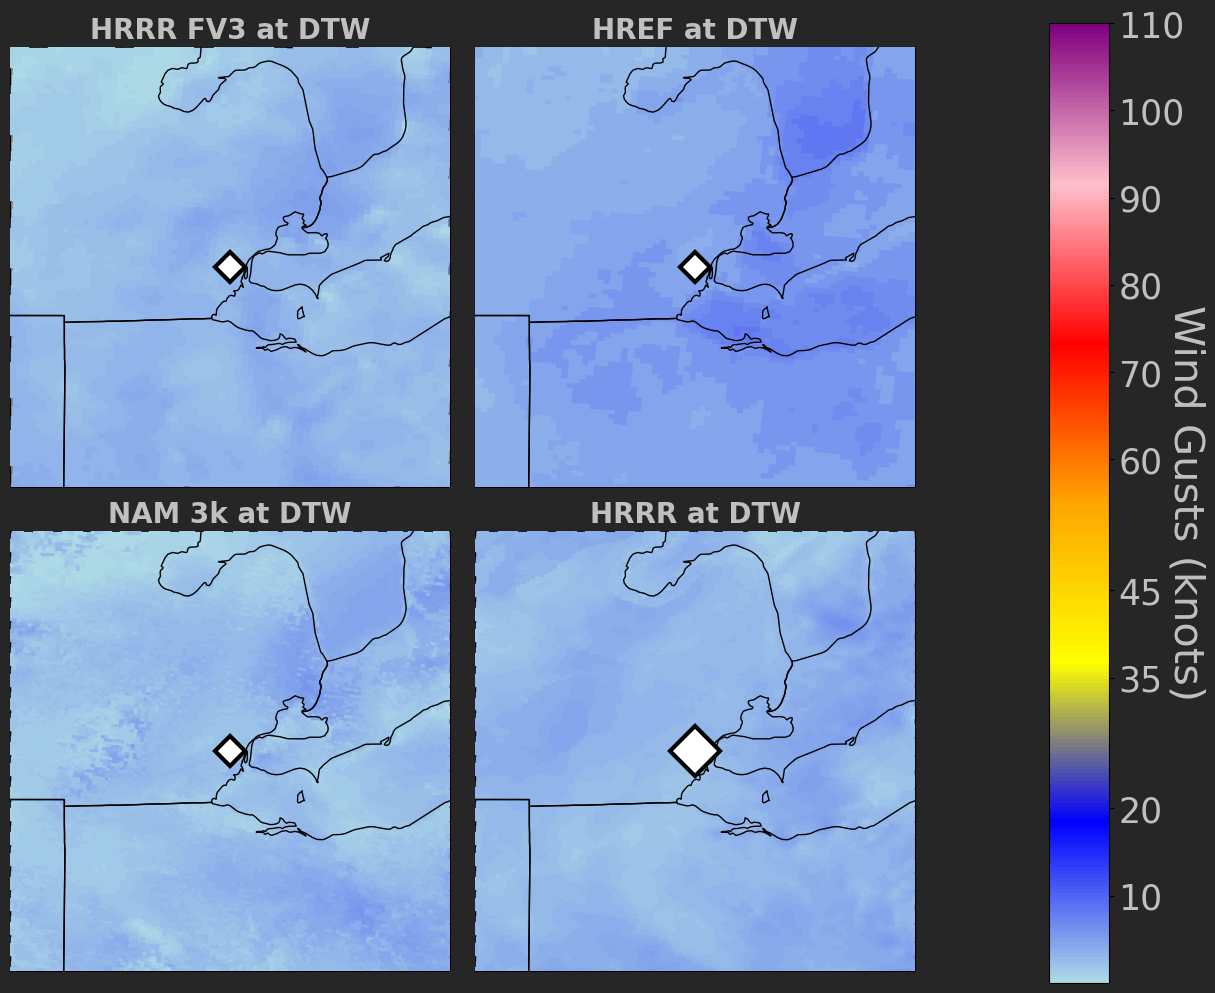 HRRR FV3 at DTW
HREF at DTW
NAM 3k at DTW
HRRR at DTW
110
100
90
80
70
60
45
35
20
10
Wind Gusts (knots)